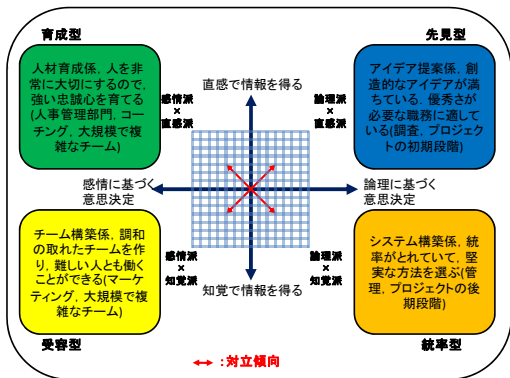 育成型
人材育成係, 人を非
常に大切にするので,
強い忠誠心を育てる
(人事管理部門, コー
チング, 大規模で複
雑なチーム)
感情派
×
直感派
直感で情報を得る
論理派
×
直感派
先見型
アイデア提案係, 創
造的なアイデアが満
ちている. 優秀さが
必要な職務に適して
いる(調査, プロジェク
トの初期段階)
感情に基づく
意思決定
論理に基づく
意思決定
チーム構築係, 調和
の取れたチームを作
り, 難しい人とも働く
ことができる(マーケ
ティング, 大規模で複
雑なチーム)
受容型
感情派
×
知覚派
知覚で情報を得る
論理派
×
知覚派
システム構築係, 統
率がとれていて, 堅
実な方法を選ぶ(管
理, プロジェクトの後
期段階)
統率型
:対立傾向